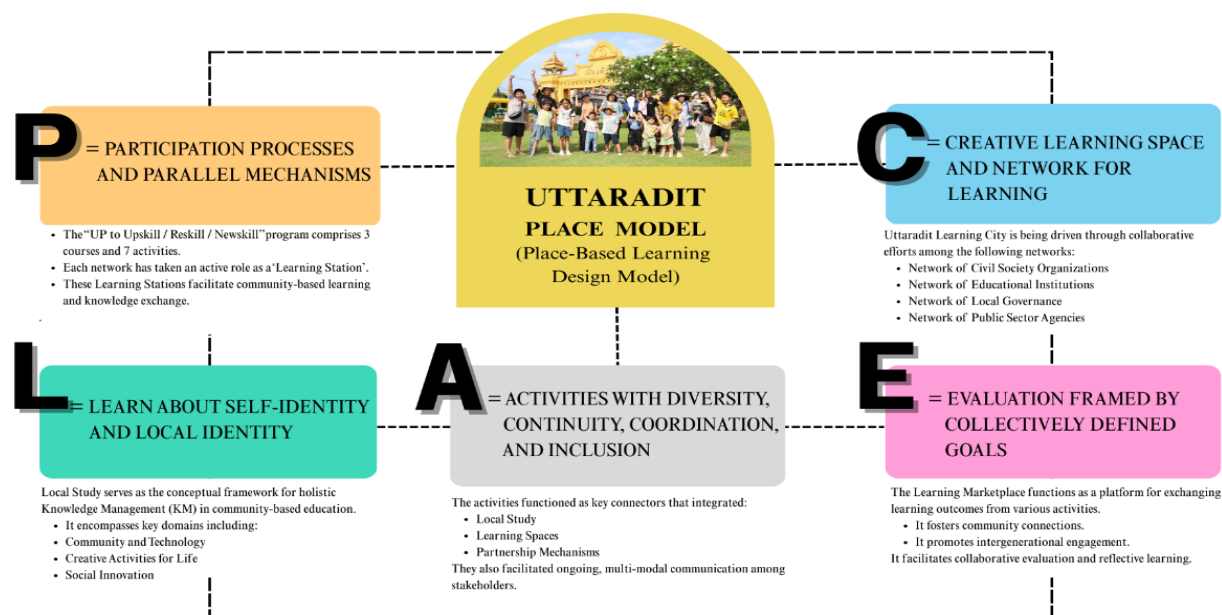 UTTARADIT
PLACE MODEL
(Place-Based Learning
Design Model)
P
= PARTICIPATION PROCESSES
AND PARALLEL MECHANISMS
• The “UP to Upskill / Reskill / Newskill”program comprises 3
courses and 7 activities.
• Each network has taken an active role as a‘Learning Station’.
• These Learning Stations facilitate community-based learning
and knowledge exchange.
.
C
= CREATIVE LEARNING SPACE
AND NETWORK FOR
LEARNING
Uttaradit Learning City is being driven through collaborative
efforts among the following networks:
• Network of Civil Society Organizations
• Network of Educational Institutions
• Network of Local Governance
• Network of Public Sector Agencies
L
= LEARN ABOUT SELF-IDENTITY
AND LOCAL IDENTITY
Local Study serves as the conceptual framework for holistic
Knowledge Management (KM) in community-based education.
• It encompasses key domains including:
• Community and Technology
• Creative Activities for Life
• Social Innovation
A
= ACTIVITIES WITH DIVERSITY,
CONTINUITY, COORDINATION,
AND INCLUSION
The activities functioned as key connectors that integrated:
• Local Study
• Learning Spaces
• Partnership Mechanisms
They also facilitated ongoing, multi-modal communication among
stakeholders.
E
= EVALUATION FRAMED BY
COLLECTIVELY DEFINED
GOALS
The Learning Marketplace functions as a platform for exchanging
learning outcomes from various activities.
• It fosters community connections.
• It promotes intergenerational engagement.
It facilitates collaborative evaluation and reflective learning.